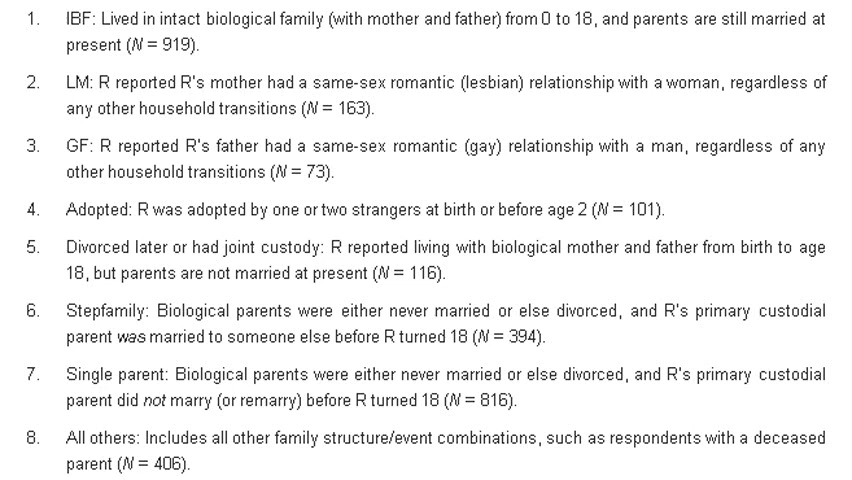 1. IBF: Lived in intact biological family (with mother and father) from 0 to 18, and parents are still married at
present (N = 919).
2. LM: R reported R's mother had a same-sex romantic (lesbian) relationship with a woman, regardless of
any other household transitions (N = 163).
3. GF: R reported R's father had a same-sex romantic (gay) relationship with a man, regardless of any
other household transitions (N = 73).
4. Adopted: R was adopted by one or two strangers at birth or before age 2 (N = 101).
5. Divorced later or had joint custody: R reported living with biological mother and father from birth to age
18, but parents are not married at present (N = 116).
6. Stepfamily: Biological parents were either never married or else divorced, and R's primary custodial
parent was married to someone else before R turned 18 (N = 394).
7. Single parent: Biological parents were either never married or else divorced, and R's primary custodial
parent did not marry (or remarry) before R turned 18 (N = 816).
8. All others: Includes all other family structure/event combinations, such as respondents with a deceased
parent (N = 406).